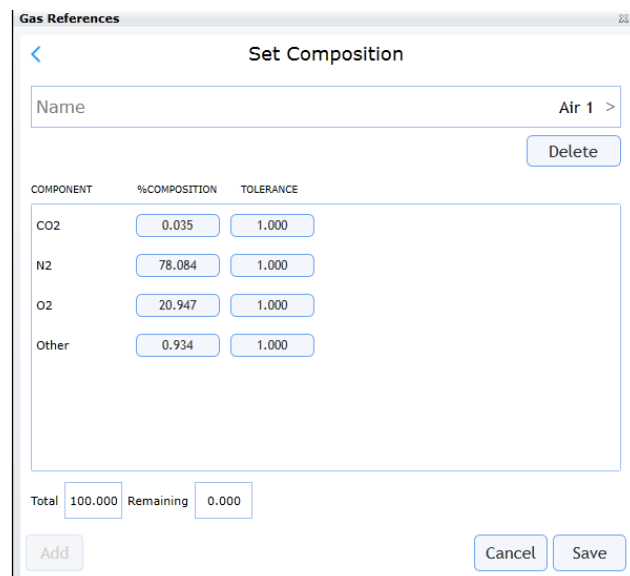 Gas References
Set Composition
Name Air 1 >
Delete
COMPONENT %COMPOSITION TOLERANCE
CO2 0.035 1.000
N2 78.084 1.000
O2 20.947 1.000
Other 0.934 1.000
Total 100.000 Remaining 0.000
Add Cancel Save